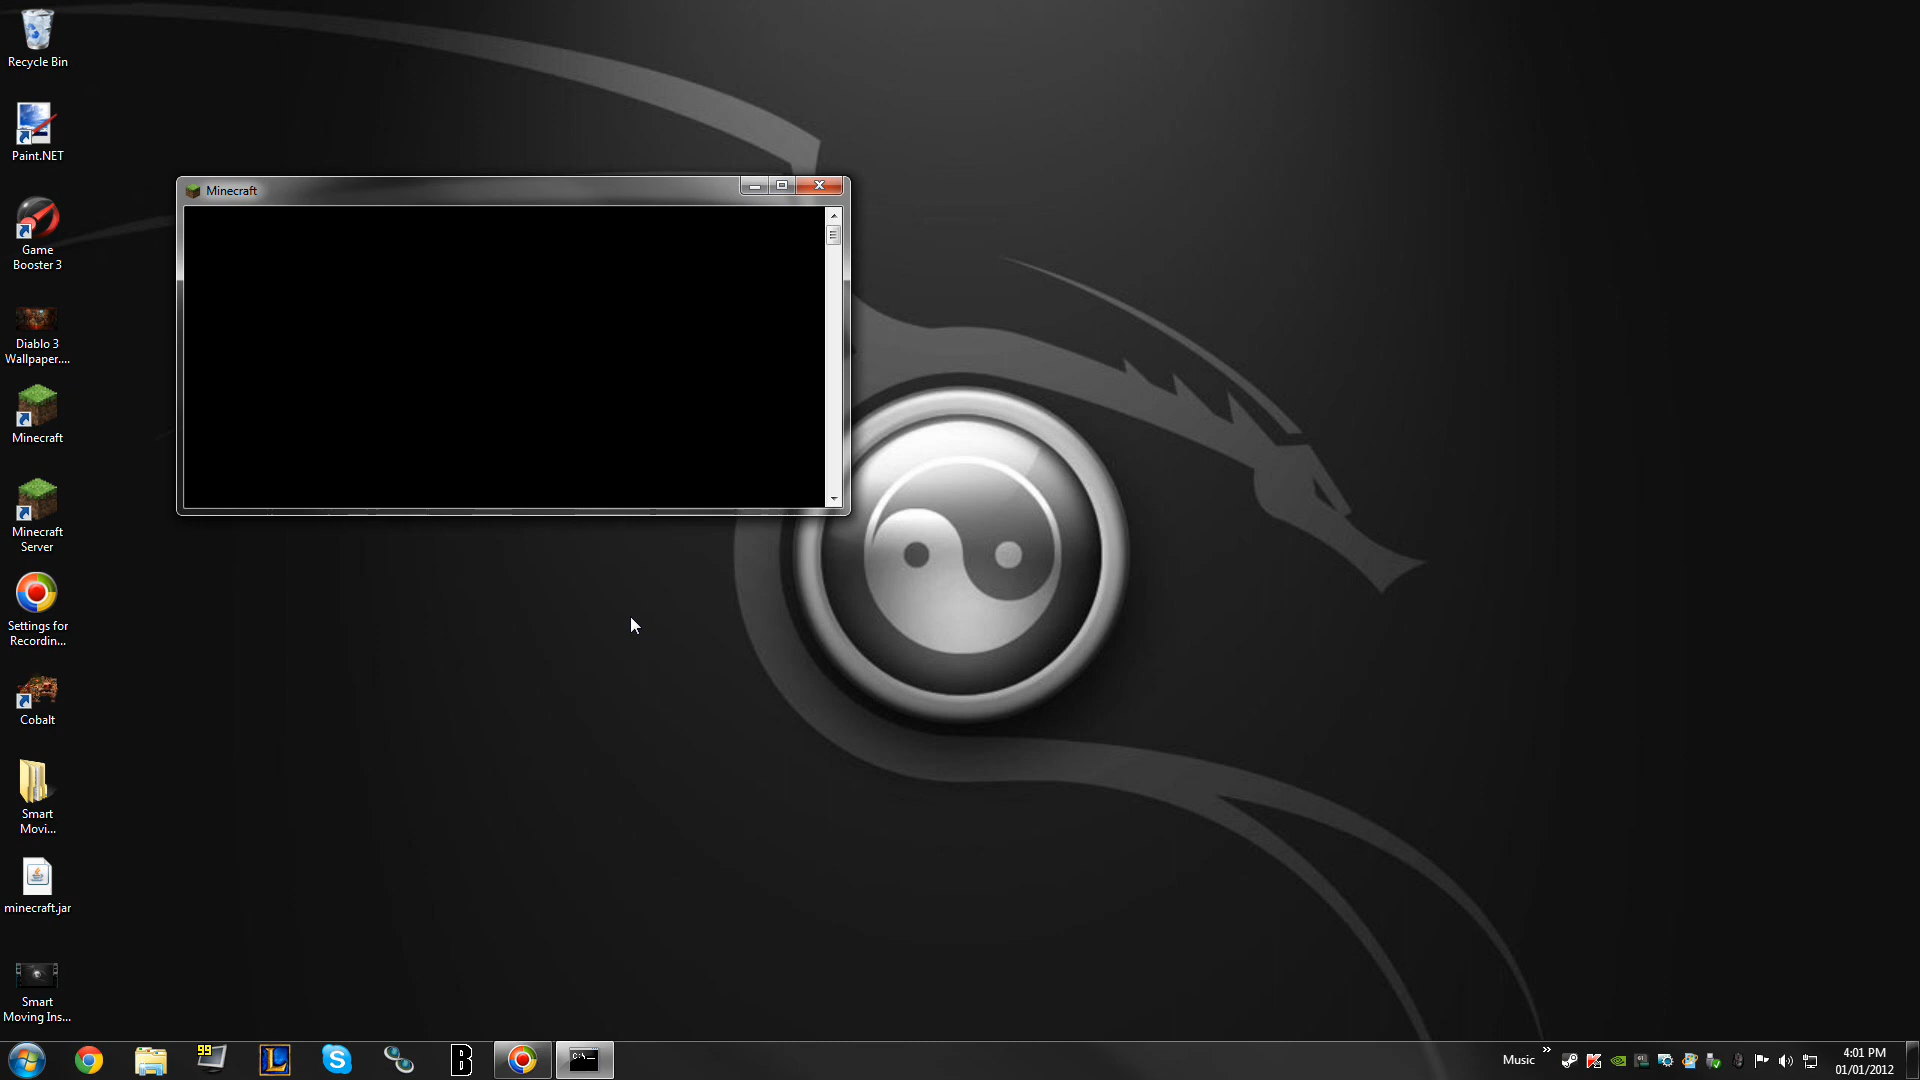 Recycle Bin
Paint.NET
Game
Booster 3
Diablo 3
Wallpaper....
Minecraft
Minecraft
Server
Settings for
Recordin...
Cobalt
Smart
Movi...
minecraft.jar
Smart
Moving Ins...
Minecraft
99
L
S
B
C:\_
Music
»
4:01 PM
01/01/2012